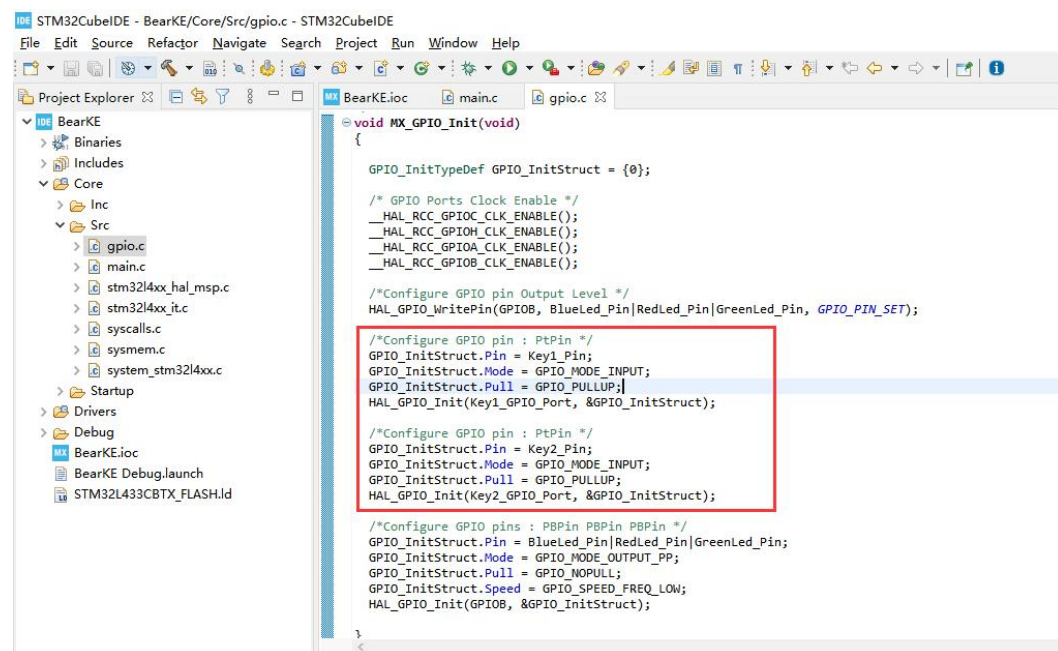 IDE STM32CubeIDE - BearKE/Core/Src/gpio.c - STM32CubeIDE
File Edit Source Refactor Navigate Search Project Run Window Help
Project Explorer
BearKE
Binaries
Includes
Core
Inc
Src
gpio.c
main.c
stm32l4xx_hal_msp.c
stm32l4xx_it.c
syscalls.c
sysmem.c
system_stm32l4xx.c
Startup
Drivers
Debug
MX BearKE.ioc
BearKE Debug.launch
STM32L433CBTX_FLASH.ld
MX BearKE.ioc main.c gpio.c
void MX_GPIO_Init(void)
{
GPIO_InitTypeDef GPIO_InitStruct = {0};
/* GPIO Ports Clock Enable */
__HAL_RCC_GPIOC_CLK_ENABLE();
__HAL_RCC_GPIOH_CLK_ENABLE();
__HAL_RCC_GPIOA_CLK_ENABLE();
__HAL_RCC_GPIOB_CLK_ENABLE();
/*Configure GPIO pin Output Level */
HAL_GPIO_WritePin(GPIOB, BlueLed_Pin|RedLed_Pin|GreenLed_Pin, GPIO_PIN_SET);
/*Configure GPIO pin : PtPin */
GPIO_InitStruct.Pin = Key1_Pin;
GPIO_InitStruct.Mode = GPIO_MODE_INPUT;
GPIO_InitStruct.Pull = GPIO_PULLUP;
HAL_GPIO_Init(Key1_GPIO_Port, &GPIO_InitStruct);
/*Configure GPIO pin : PtPin */
GPIO_InitStruct.Pin = Key2_Pin;
GPIO_InitStruct.Mode = GPIO_MODE_INPUT;
GPIO_InitStruct.Pull = GPIO_PULLUP;
HAL_GPIO_Init(Key2_GPIO_Port, &GPIO_InitStruct);
/*Configure GPIO pins : PBPin PBPin PBPin */
GPIO_InitStruct.Pin = BlueLed_Pin|RedLed_Pin|GreenLed_Pin;
GPIO_InitStruct.Mode = GPIO_MODE_OUTPUT_PP;
GPIO_InitStruct.Pull = GPIO_NOPULL;
GPIO_InitStruct.Speed = GPIO_SPEED_FREQ_LOW;
HAL_GPIO_Init(GPIOB, &GPIO_InitStruct);
}